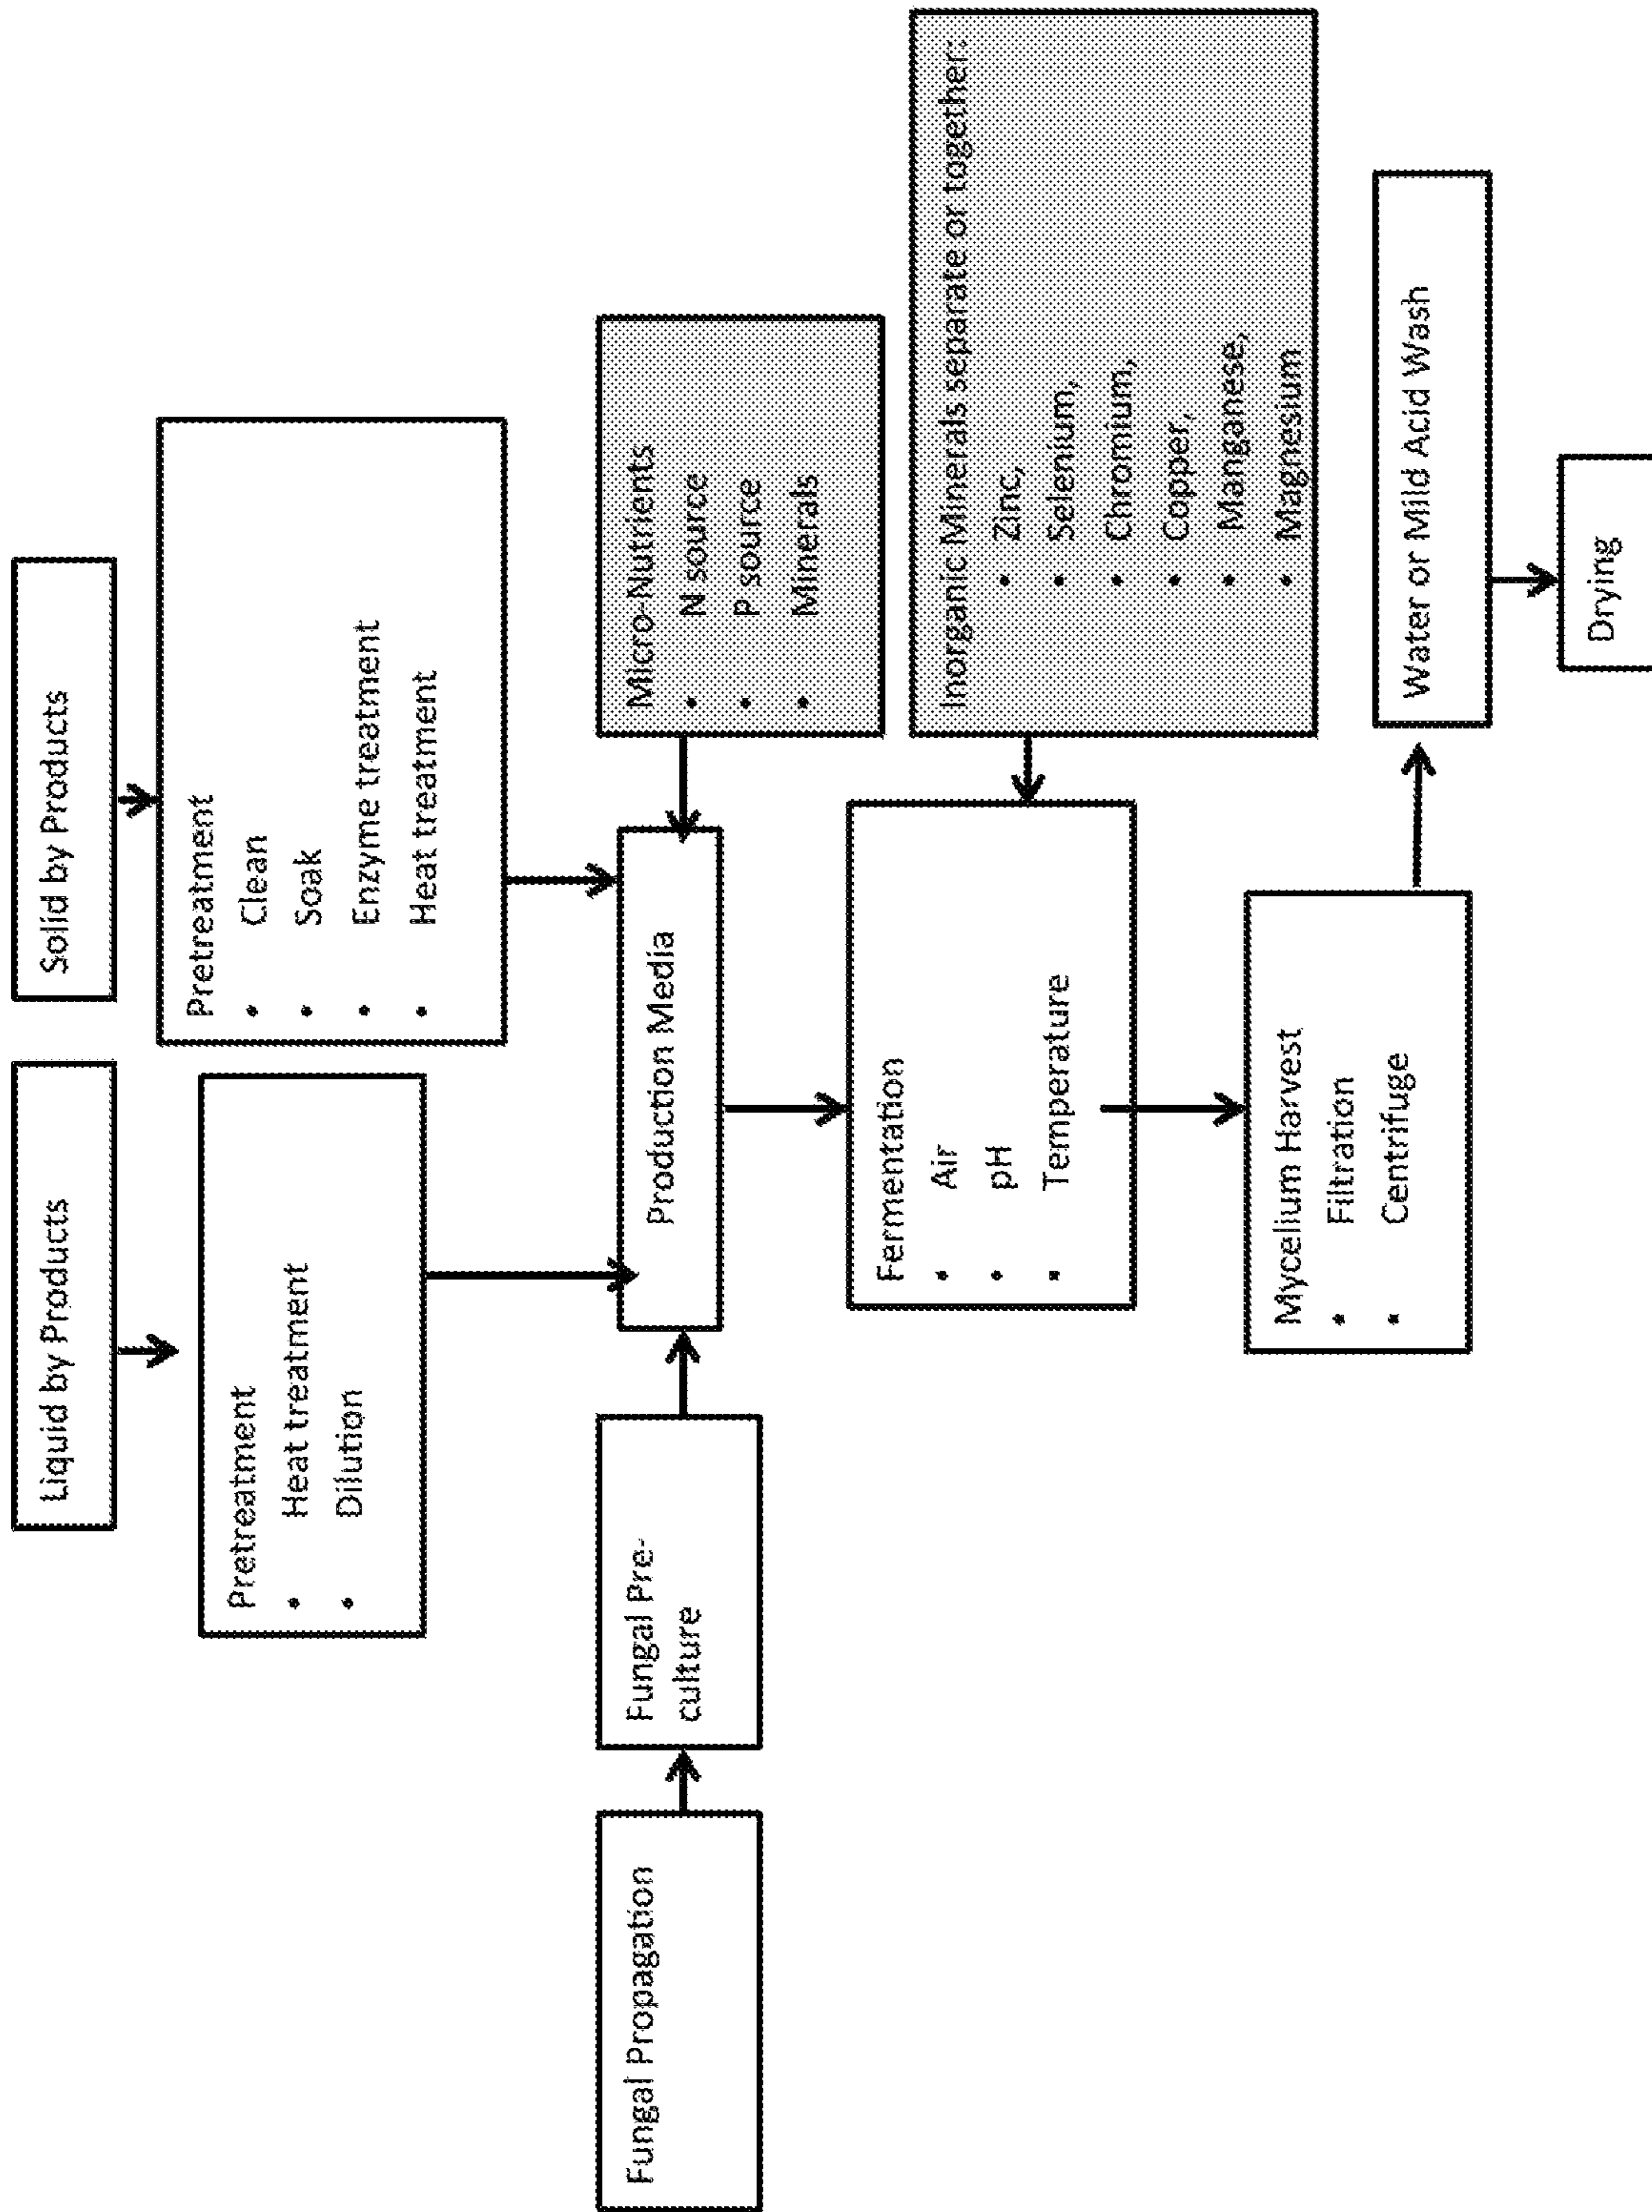 Liquid by Products
Solid by Products
Pretreatment
• Heat treatment
• Dilution
Pretreatment
• Clean
• Soak
• Enzyme treatment
• Heat treatment
Fungal Propagation
Fungal Pre-
culture
Production Media
Micro-Nutrients
• N source
• P source
• Minerals
Fermentation
• Air
• pH
• Temperature
Inorganic Minerals separate or together:
• Zinc,
• Selenium,
• Chromium,
• Copper,
• Manganese,
• Magnesium
Mycelium Harvest
• Filtration
• Centrifuge
Water or Mild Acid Wash
Drying